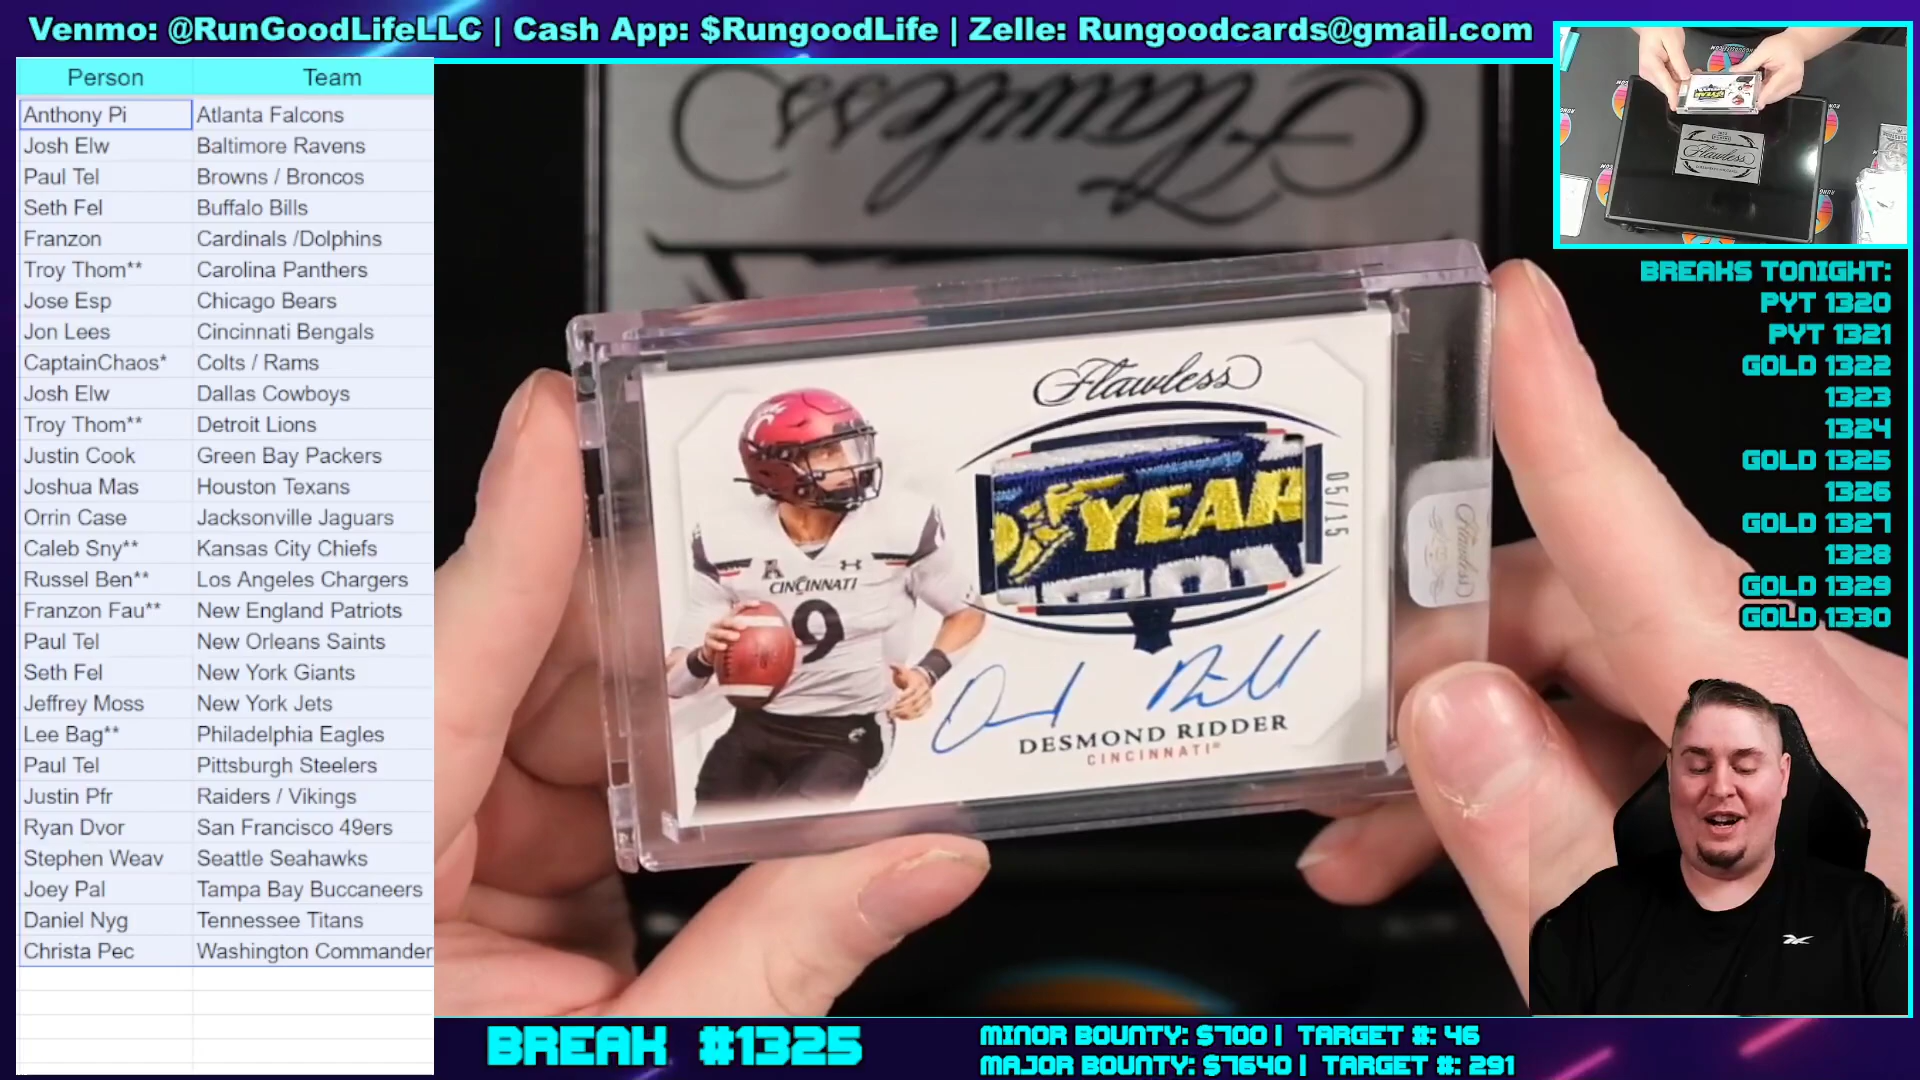 Venmo: @RunGoodLifeLLC | Cash App: $RungoodLife | Zelle: Rungoodcards@gmail.com
Person Team
Anthony Pi Atlanta Falcons
Josh Elw Baltimore Ravens
Paul Tel Browns / Broncos
Seth Fel Buffalo Bills
Franzon Cardinals /Dolphins
Troy Thom** Carolina Panthers
Jose Esp Chicago Bears
Jon Lees Cincinnati Bengals
CaptainChaos* Colts / Rams
Josh Elw Dallas Cowboys
Troy Thom** Detroit Lions
Justin Cook Green Bay Packers
Joshua Mas Houston Texans
Orrin Case Jacksonville Jaguars
Caleb Sny** Kansas City Chiefs
Russel Ben** Los Angeles Chargers
Franzon Fau** New England Patriots
Paul Tel New Orleans Saints
Seth Fel New York Giants
Jeffrey Moss New York Jets
Lee Bag** Philadelphia Eagles
Paul Tel Pittsburgh Steelers
Justin Pfr Raiders / Vikings
Ryan Dvor San Francisco 49ers
Stephen Weav Seattle Seahawks
Joey Pal Tampa Bay Buccaneers
Daniel Nyg Tennessee Titans
Christa Pec Washington Commander
Flawless
Flawless
YEAR
05/15
Flawless
CINCINNATI
9
DESMOND RIDDER
CINCINNATI
Flawless
BREAKS TONIGHT:
PYT 1320
PYT 1321
GOLD 1322
1323
1324
GOLD 1325
1326
GOLD 1327
1328
GOLD 1329
GOLD 1330
BREAK #1325
MINOR BOUNTY: $700 | TARGET #: 46
MAJOR BOUNTY: $7640 | TARGET #: 291